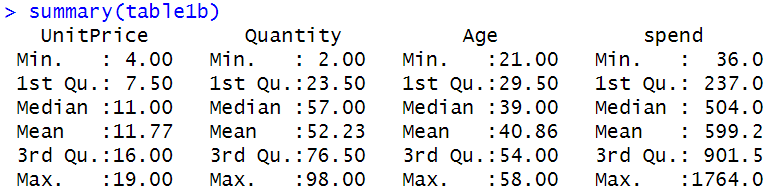 > summary(table1b)
   UnitPrice        Quantity          Age            spend
 Min.   : 4.00   Min.   : 2.00   Min.   :21.00   Min.   :  36.0
 1st Qu.: 7.50   1st Qu.:23.50   1st Qu.:29.50   1st Qu.: 237.0
 Median :11.00   Median :57.00   Median :39.00   Median : 504.0
 Mean   :11.77   Mean   :52.23   Mean   :40.86   Mean   : 599.2
 3rd Qu.:16.00   3rd Qu.:76.50   3rd Qu.:54.00   3rd Qu.: 901.5
 Max.   :19.00   Max.   :98.00   Max.   :58.00   Max.   :1764.0